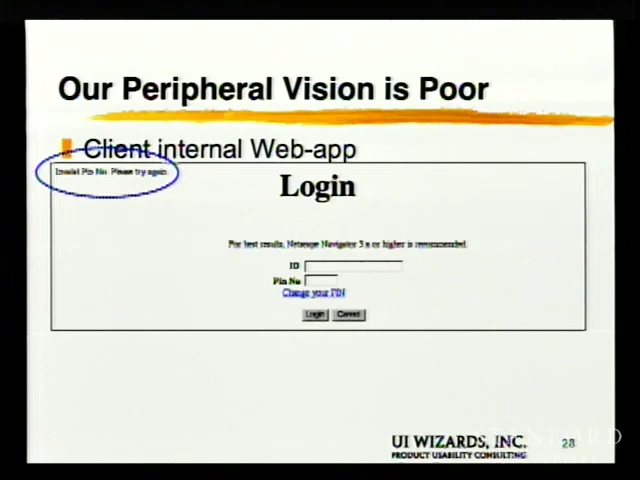 Our Peripheral Vision is Poor
Client internal Web-app
Invalid Pin No. Please try again.
Login
For best results, Netscape Navigator 3.x or higher is recommended.
ID
Pin No
Change your PIN
Login Cancel
UI WIZARDS, INC.
PRODUCT USABILITY CONSULTING
28
STANFORD